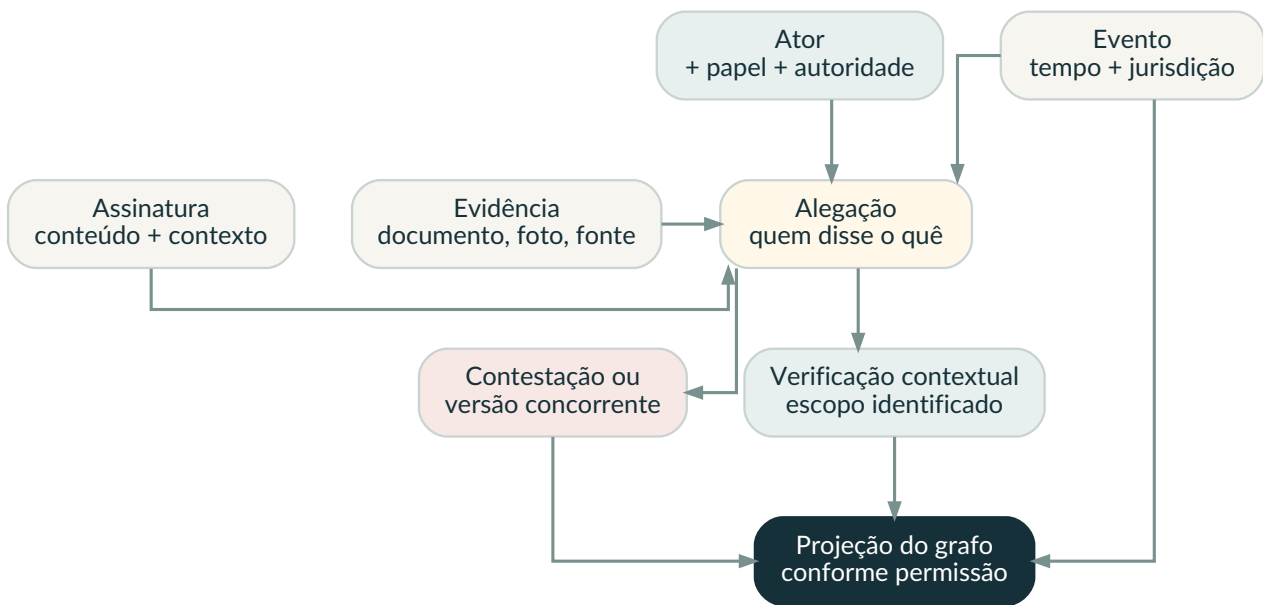 Ator
+ papel + autoridade
Evento
tempo + jurisdição
Assinatura
conteúdo + contexto
Evidência
documento, foto, fonte
Alegação
quem disse o quê
Contestação ou
versão concorrente
Verificação contextual
escopo identificado
Projeção do grafo
conforme permissão